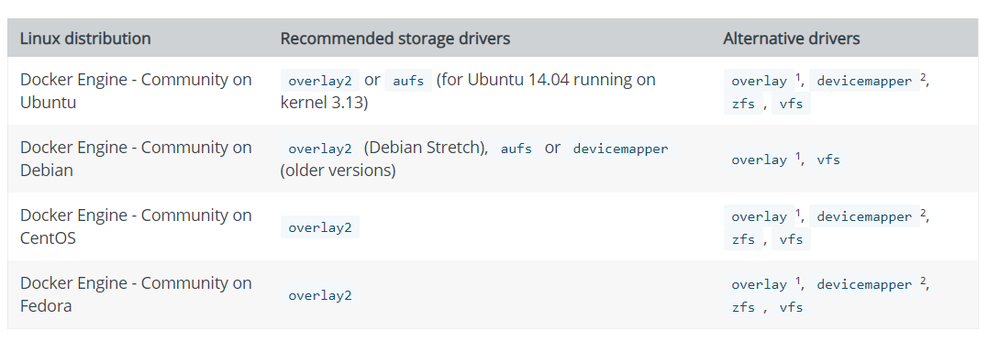 Linux distribution Recommended storage drivers Alternative drivers
Docker Engine - Community on Ubuntu overlay2 or aufs (for Ubuntu 14.04 running on kernel 3.13) overlay 1, devicemapper 2, zfs , vfs
Docker Engine - Community on Debian overlay2 (Debian Stretch), aufs or devicemapper (older versions) overlay 1, vfs
Docker Engine - Community on CentOS overlay2 overlay 1, devicemapper 2, zfs , vfs
Docker Engine - Community on Fedora overlay2 overlay 1, devicemapper 2, zfs , vfs